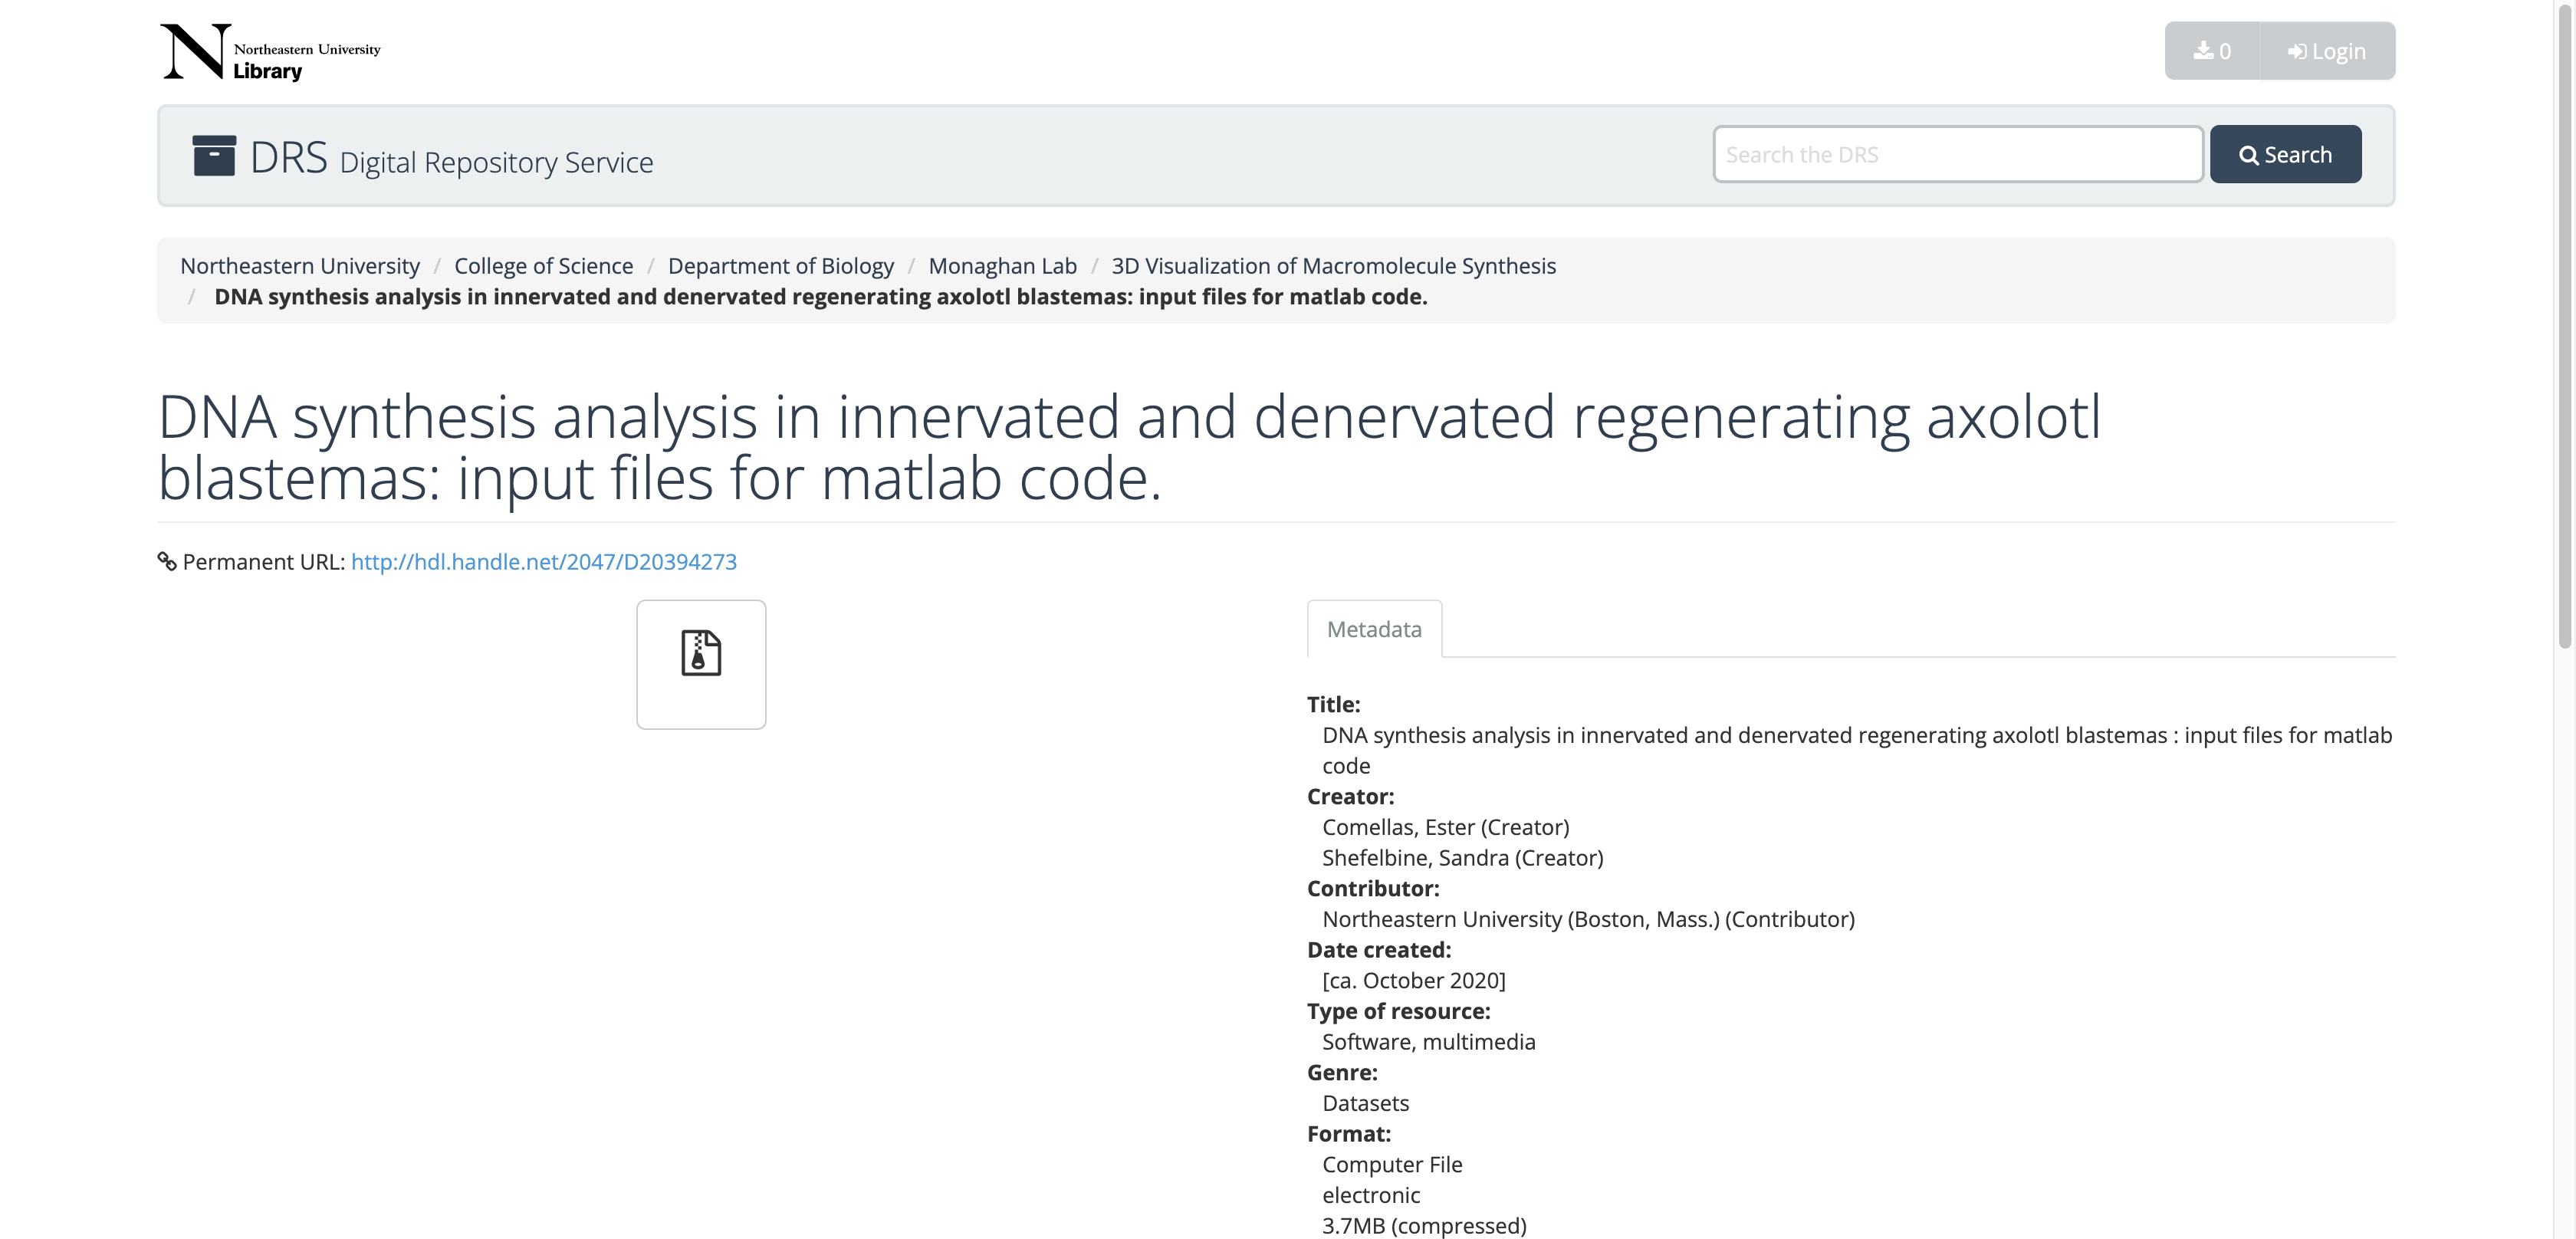 Northeastern University
Library
0
Login
DRS Digital Repository Service
Search the DRS
Search
Northeastern University / College of Science / Department of Biology / Monaghan Lab / 3D Visualization of Macromolecule Synthesis
/ DNA synthesis analysis in innervated and denervated regenerating axolotl blastemas: input files for matlab code.
DNA synthesis analysis in innervated and denervated regenerating axolotl
blastemas: input files for matlab code.
Permanent URL: http://hdl.handle.net/2047/D20394273
Metadata
Title:
DNA synthesis analysis in innervated and denervated regenerating axolotl blastemas : input files for matlab
code
Creator:
Comellas, Ester (Creator)
Shefelbine, Sandra (Creator)
Contributor:
Northeastern University (Boston, Mass.) (Contributor)
Date created:
[ca. October 2020]
Type of resource:
Software, multimedia
Genre:
Datasets
Format:
Computer File
electronic
3.7MB (compressed)